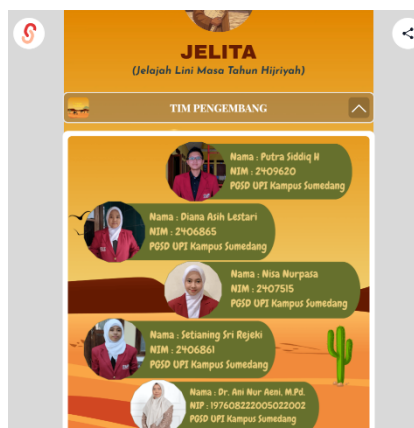 JELITA
(Jelajah Lini Masa Tahun Hijriyah)
TIM PENGEMBANG
Nama : Putra Siddiq H
NIM : 2409620
PGSD UPI Kampus Sumedang
Nama : Diana Asih Lestari
NIM : 2406865
PGSD UPI Kampus Sumedang
Nama : Nisa Nurpasa
NIM : 2407515
PGSD UPI Kampus Sumedang
Nama : Setianing Sri Rejeki
NIM : 2406861
PGSD UPI Kampus Sumedang
Nama : Dr. Ani Nur Aeni, M.Pd.
NIP : 197608222005022002
PGSD UPI Kampus Sumedang